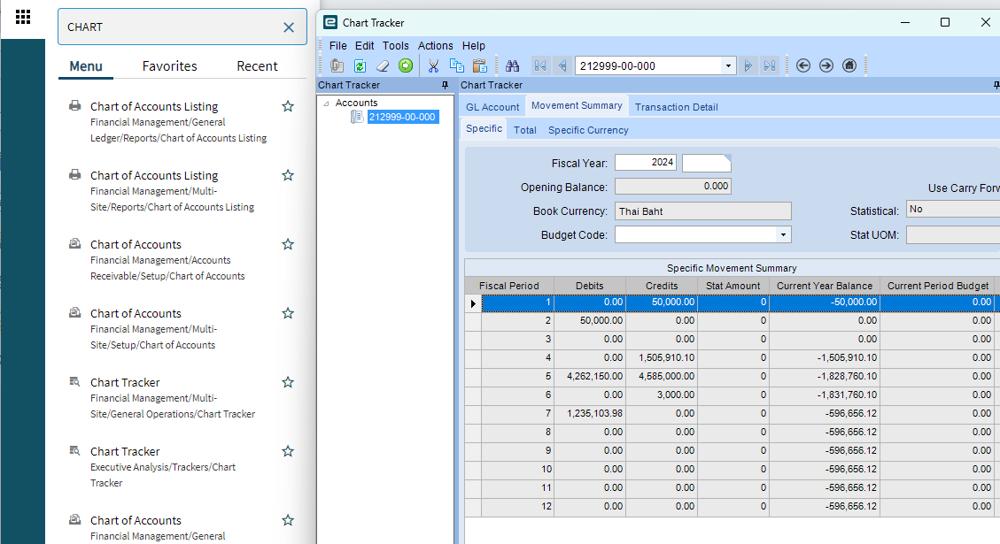 CHART
Menu Favorites Recent
Chart of Accounts Listing
Financial Management/General
Ledger/Reports/Chart of Accounts Listing
Chart of Accounts Listing
Financial Management/Multi-
Site/Reports/Chart of Accounts Listing
Chart of Accounts
Financial Management/Accounts
Receivable/Setup/Chart of Accounts
Chart of Accounts
Financial Management/Multi-
Site/Setup/Chart of Accounts
Chart Tracker
Financial Management/Multi-
Site/General Operations/Chart Tracker
Chart Tracker
Executive Analysis/Trackers/Chart
Tracker
Chart of Accounts
Financial Management/General
Chart Tracker
File Edit Tools Actions Help
212999-00-000
Chart Tracker
Accounts
212999-00-000
Chart Tracker
GL Account Movement Summary Transaction Detail
Specific Total Specific Currency
Fiscal Year: 2024
Opening Balance: 0.000 Use Carry Forw
Book Currency: Thai Baht Statistical: No
Budget Code: Stat UOM:
Specific Movement Summary
Fiscal Period Debits Credits Stat Amount Current Year Balance Current Period Budget
1 0.00 50,000.00 0 -50,000.00 0.00
2 50,000.00 0.00 0 0.00 0.00
3 0.00 0.00 0 0.00 0.00
4 0.00 1,505,910.10 0 -1,505,910.10 0.00
5 4,262,150.00 4,585,000.00 0 -1,828,760.10 0.00
6 0.00 3,000.00 0 -1,831,760.10 0.00
7 1,235,103.98 0.00 0 -596,656.12 0.00
8 0.00 0.00 0 -596,656.12 0.00
9 0.00 0.00 0 -596,656.12 0.00
10 0.00 0.00 0 -596,656.12 0.00
11 0.00 0.00 0 -596,656.12 0.00
12 0.00 0.00 0 -596,656.12 0.00